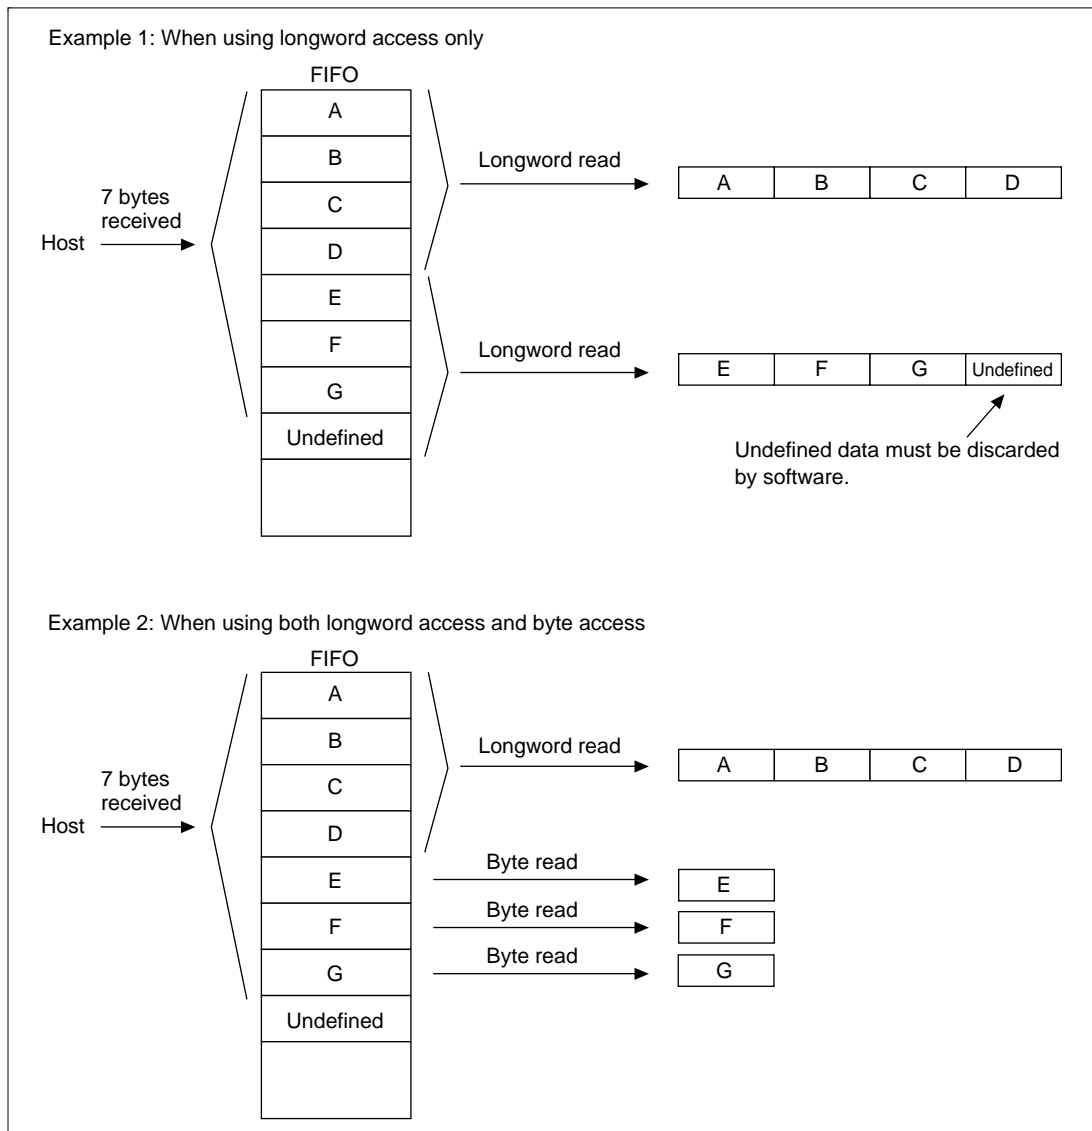 Example 1: When using longword access only
FIFO
A
B
C
D
E
F
G
Undefined
Host
7 bytes
received
Longword read
A B C D
Longword read
E F G Undefined
Undefined data must be discarded
by software.
Example 2: When using both longword access and byte access
FIFO
A
B
C
D
E
F
G
Undefined
Host
7 bytes
received
Longword read
A B C D
Byte read
E
Byte read
F
Byte read
G